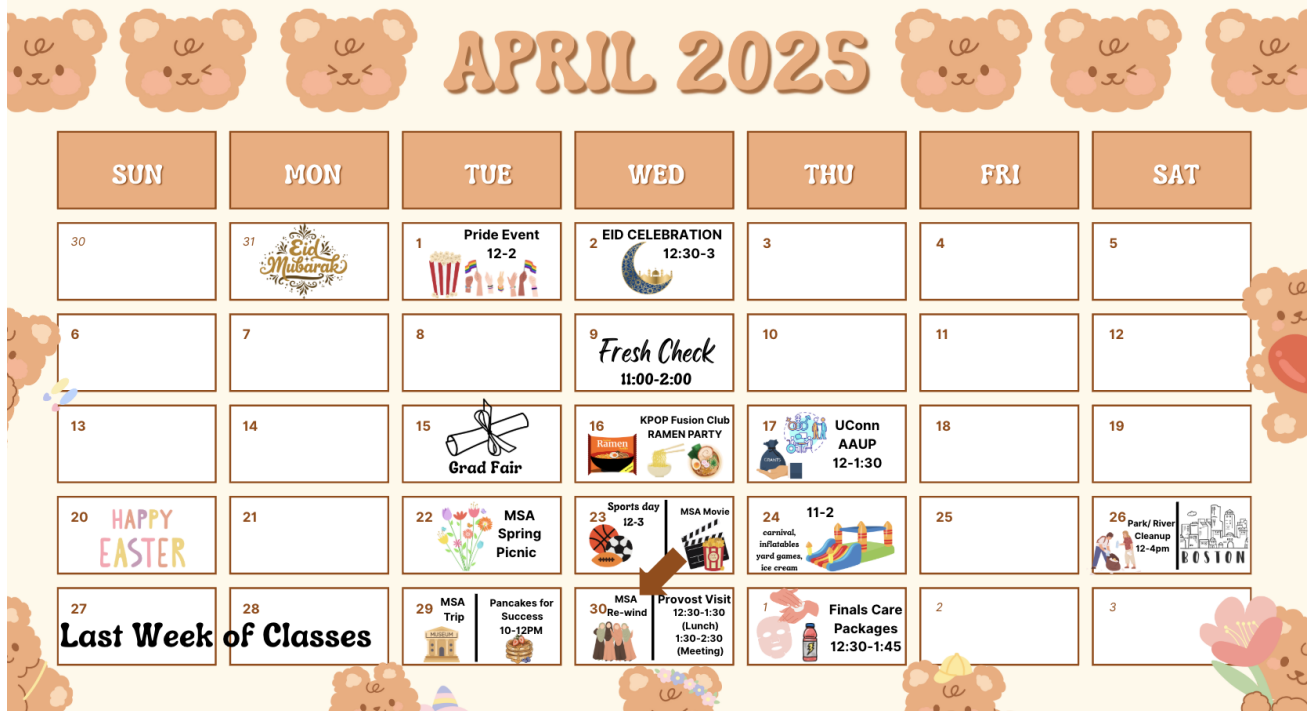 APRIL 2025
SUN MON TUE WED THU FRI SAT
30
31
Eid
Mubarak
1
Pride Event
12-2
2
EID CELEBRATION
12:30-3
3
4
5
6
7
8
9
Fresh Check
11:00-2:00
10
11
12
13
14
15
Grad Fair
16
KPOP Fusion Club
RAMEN PARTY
Ramen
17
UConn
AAUP
12-1:30
18
19
20
HAPPY
EASTER
21
22
MSA
Spring
Picnic
23
Sports day
12-3
MSA Movie
24
11-2
carnival,
inflatables
yard games,
ice cream
25
26
Park/ River
Cleanup
12-4pm
BOSTON
27
28
Last Week of Classes
29
MSA
Trip
MUSEUM
Pancakes for
Success
10-12PM
30
MSA
Re-wind
Provost Visit
12:30-1:30
(Lunch)
1:30-2:30
(Meeting)
1
Finals Care
Packages
12:30-1:45
2
3